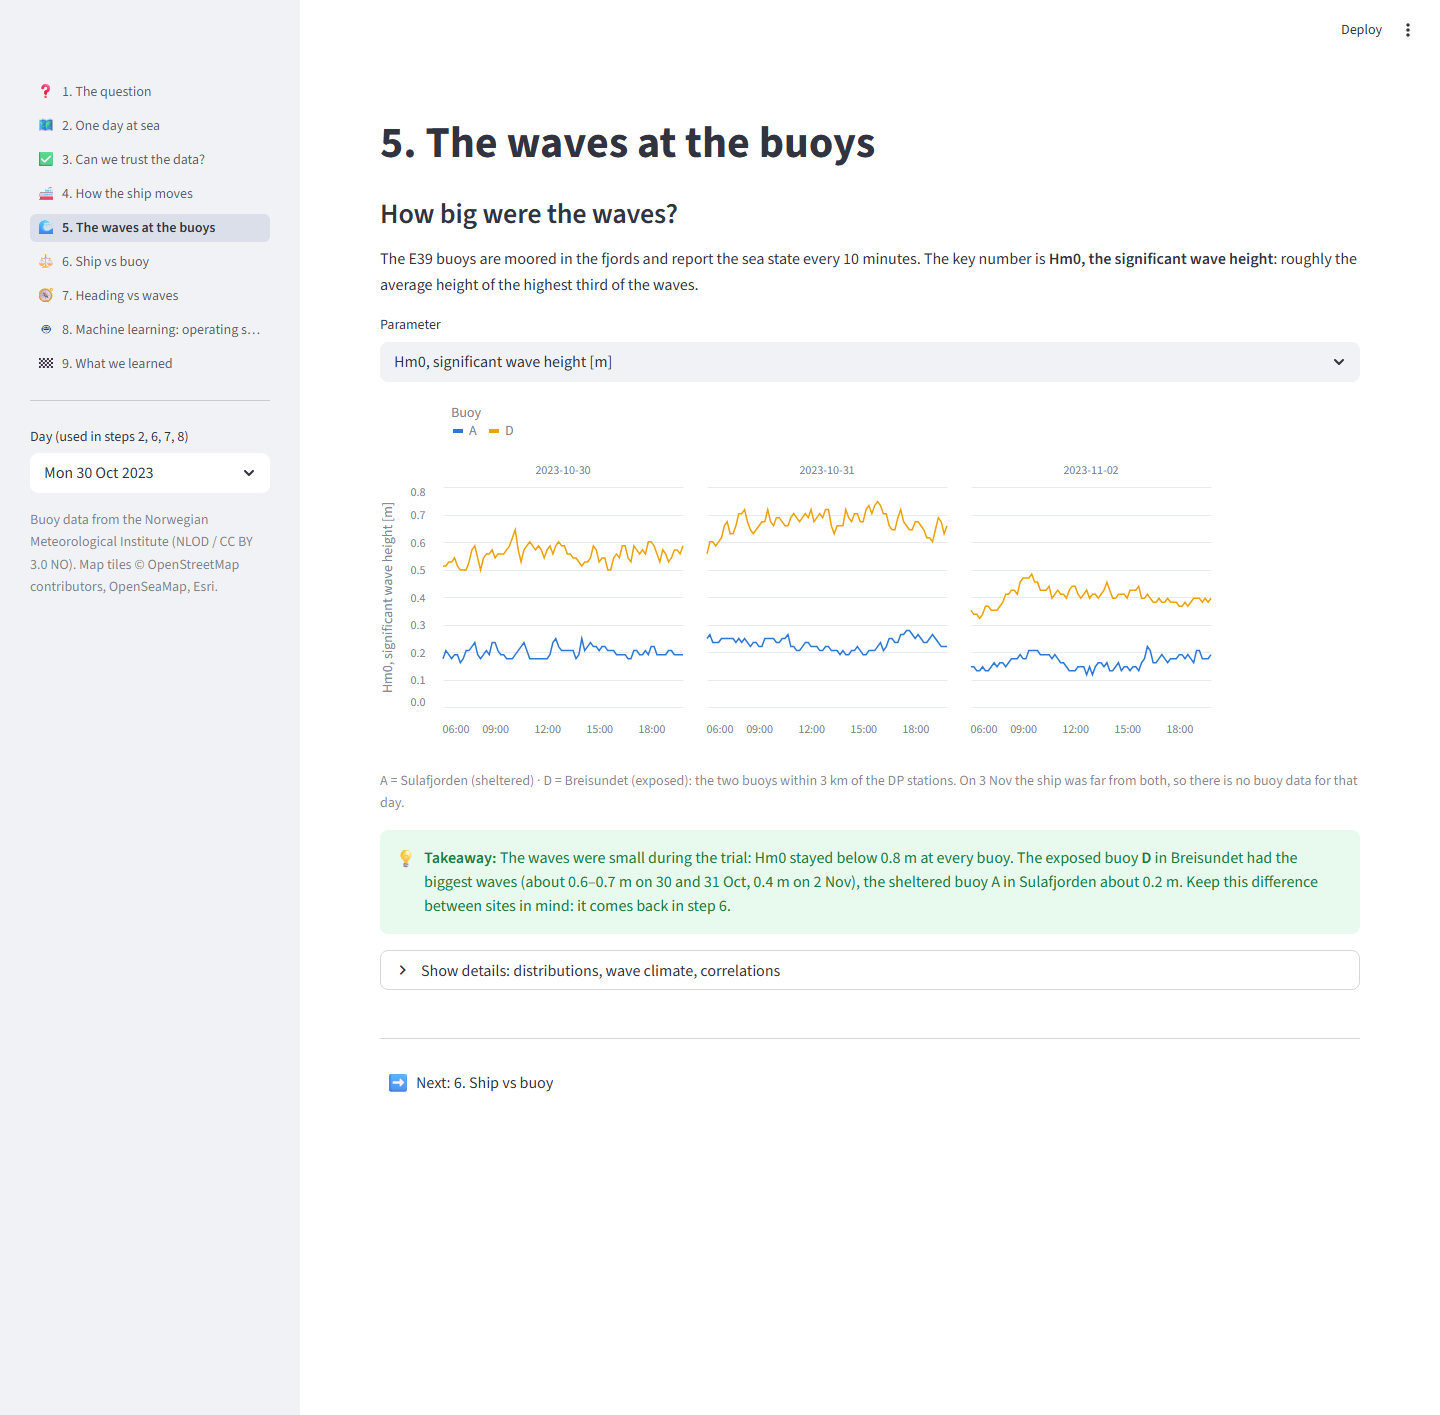 Deploy
1. The question
2. One day at sea
3. Can we trust the data?
4. How the ship moves
5. The waves at the buoys
6. Ship vs buoy
7. Heading vs waves
8. Machine learning: operating s…
9. What we learned
Day (used in steps 2, 6, 7, 8)
Mon 30 Oct 2023
Buoy data from the Norwegian
Meteorological Institute (NLOD / CC BY
3.0 NO). Map tiles © OpenStreetMap
contributors, OpenSeaMap, Esri.
5. The waves at the buoys
How big were the waves?
The E39 buoys are moored in the fjords and report the sea state every 10 minutes. The key number is Hm0, the significant wave height: roughly the
average height of the highest third of the waves.
Parameter
Hm0, significant wave height [m]
Buoy
A D
2023-10-30 2023-10-31 2023-11-02
Hm0, significant wave height [m]
0.8
0.7
0.6
0.5
0.4
0.3
0.2
0.1
0.0
06:00 09:00 12:00 15:00 18:00 06:00 09:00 12:00 15:00 18:00 06:00 09:00 12:00 15:00 18:00
A = Sulafjorden (sheltered) · D = Breisundet (exposed): the two buoys within 3 km of the DP stations. On 3 Nov the ship was far from both, so there is no buoy data for that
day.
Takeaway: The waves were small during the trial: Hm0 stayed below 0.8 m at every buoy. The exposed buoy D in Breisundet had the
biggest waves (about 0.6–0.7 m on 30 and 31 Oct, 0.4 m on 2 Nov), the sheltered buoy A in Sulafjorden about 0.2 m. Keep this difference
between sites in mind: it comes back in step 6.
Show details: distributions, wave climate, correlations
Next: 6. Ship vs buoy